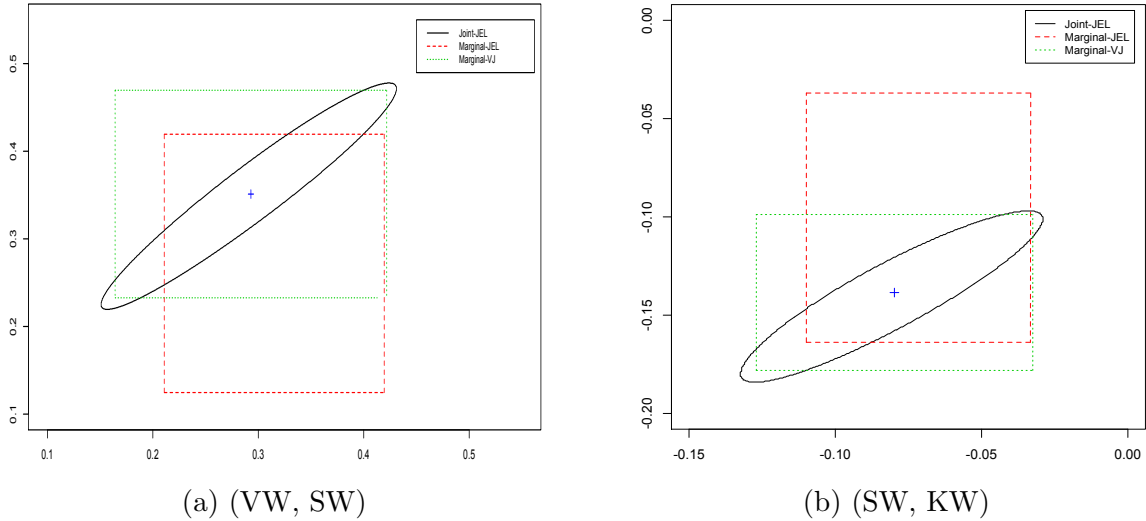 Joint-JEL
Marginal-JEL
Marginal-VJ
0.5
0.4
0.3
0.2
0.1
0.1 0.2 0.3 0.4 0.5
(a) (VW, SW)
Joint-JEL
Marginal-JEL
Marginal-VJ
0.00
-0.05
-0.10
-0.15
-0.20
-0.15 -0.10 -0.05 0.00
(b) (SW, KW)